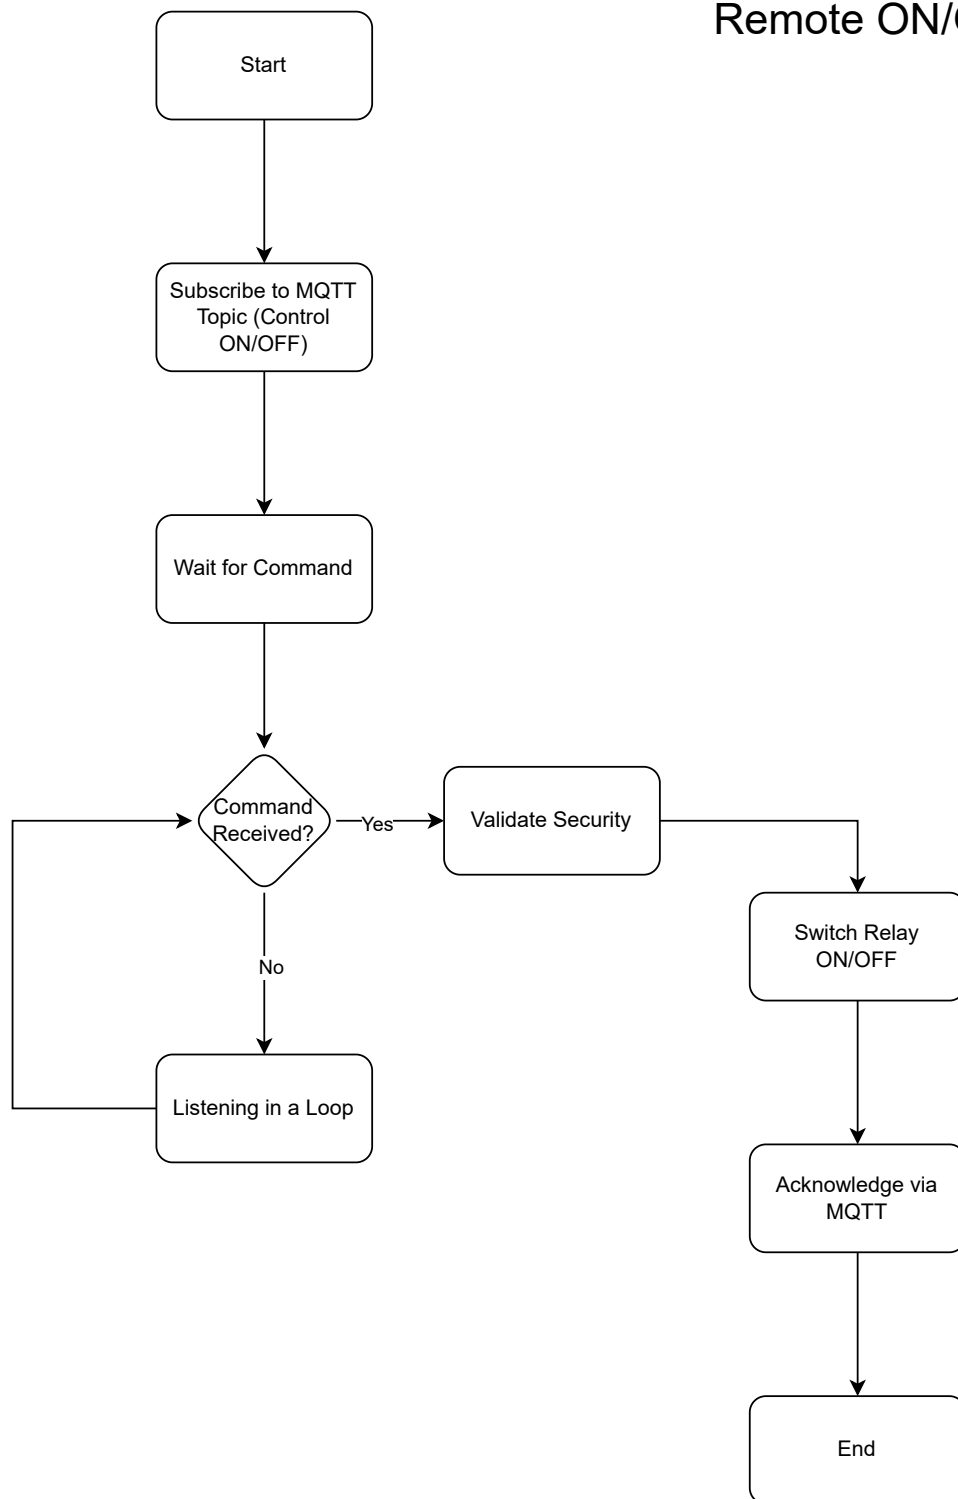 Remote ON/
Start
Subscribe to MQTT
Topic (Control
ON/OFF)
Wait for Command
Command
Received?
Yes
Validate Security
Switch Relay
ON/OFF
No
Listening in a Loop
Acknowledge via
MQTT
End